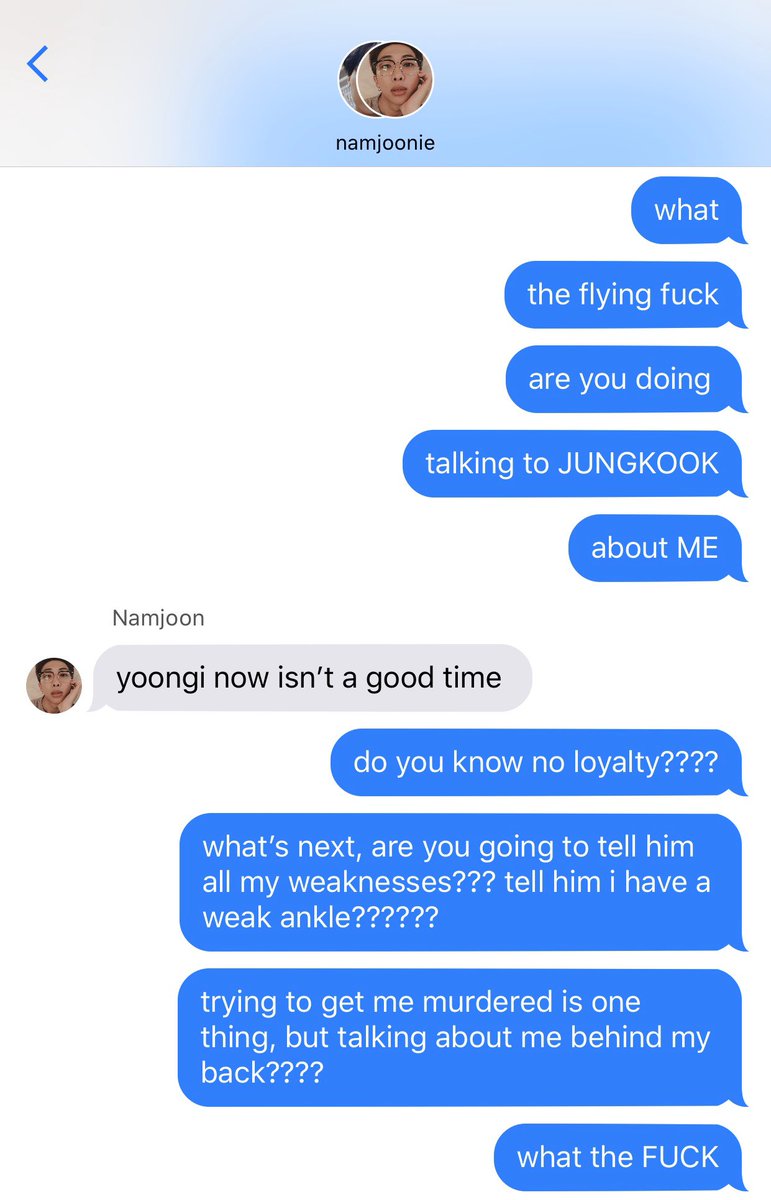 namjoonie
what
the flying fuck
are you doing
talking to JUNGKOOK
about ME
Namjoon
yoongi now isn’t a good time
do you know no loyalty????
what’s next, are you going to tell him
all my weaknesses??? tell him i have a
weak ankle??????
trying to get me murdered is one
thing, but talking about me behind my
back????
what the FUCK